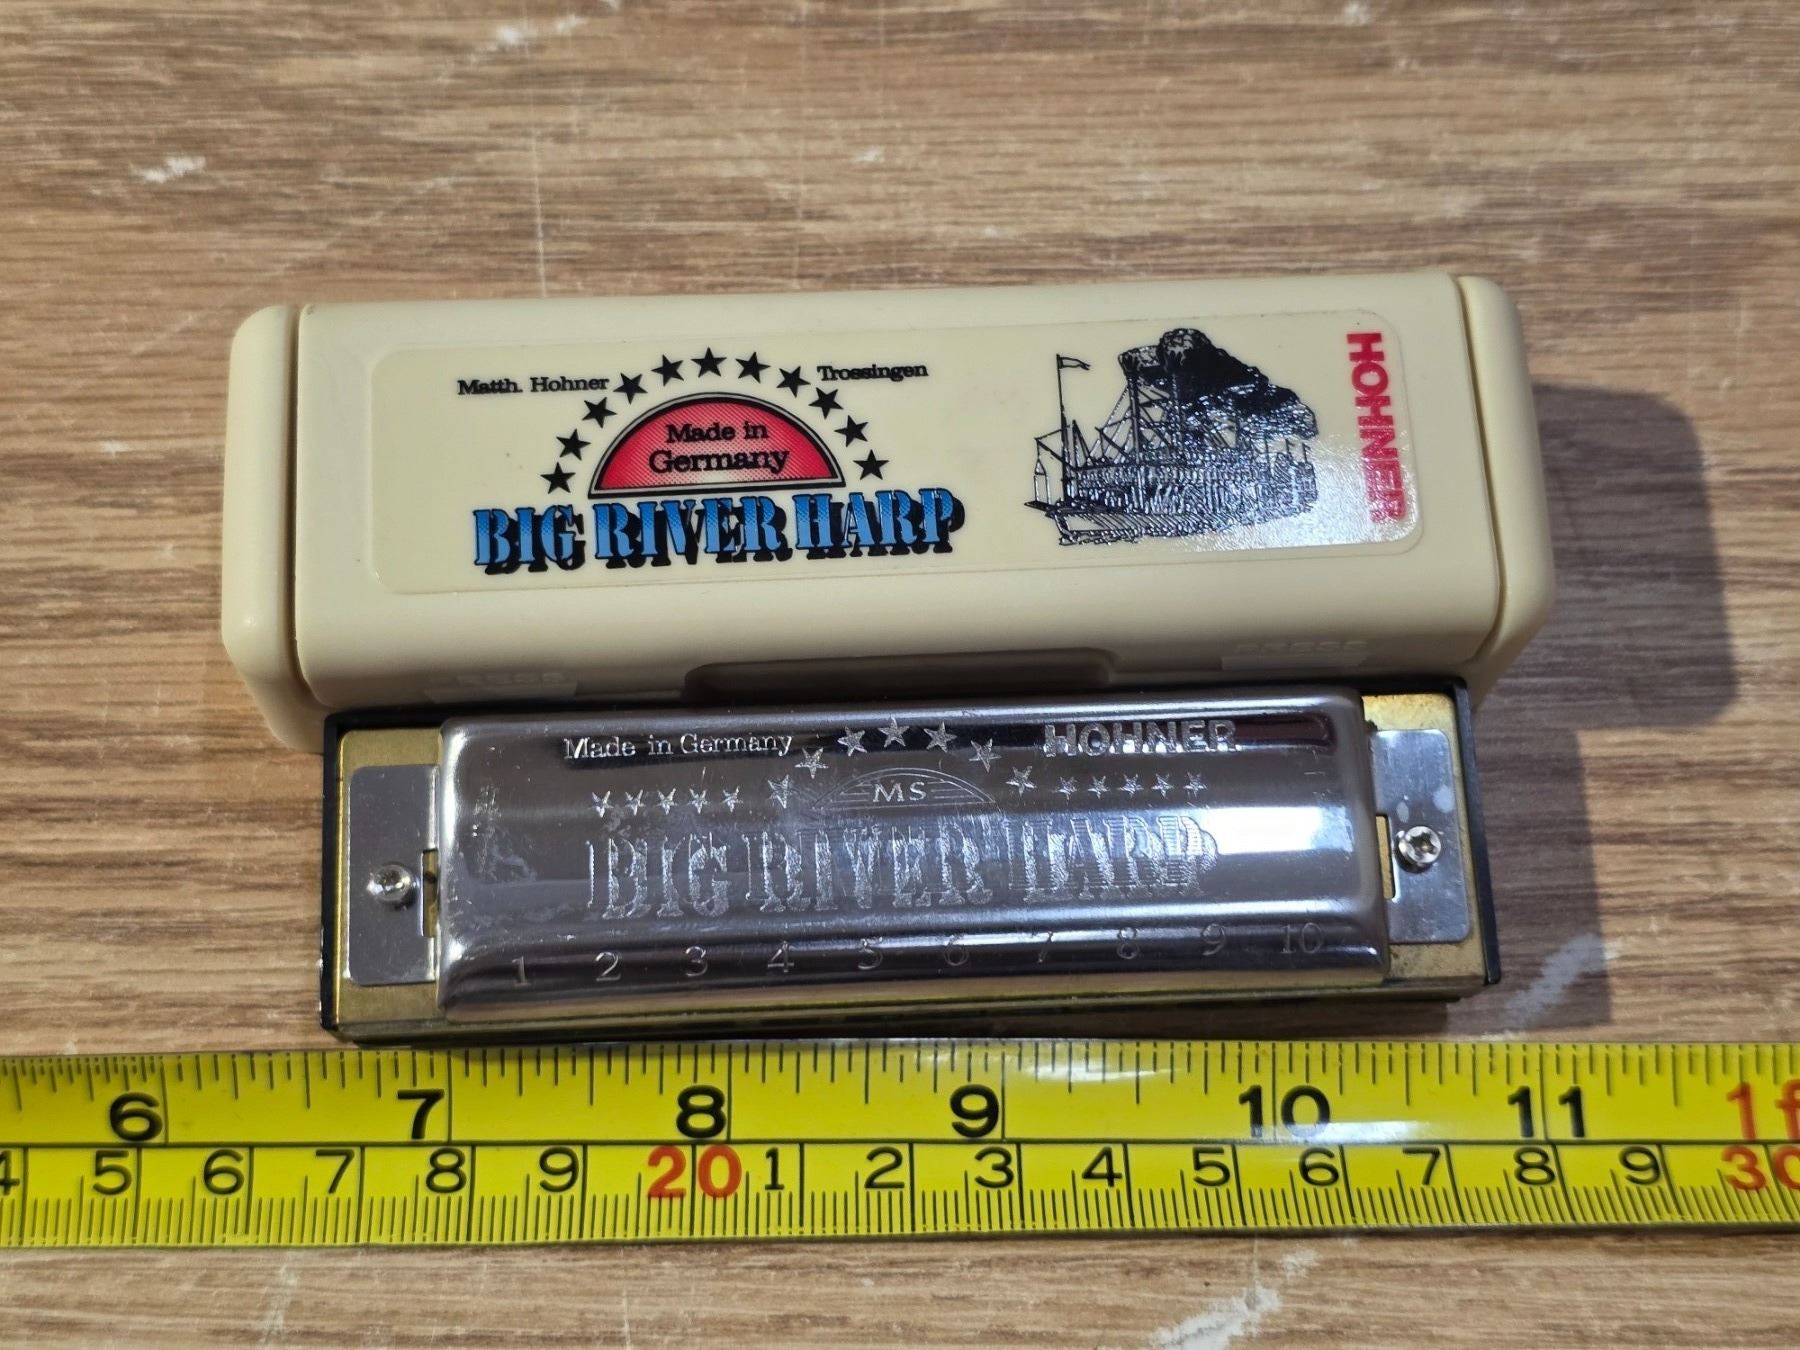 Matth. Hohner
Trossingen
Made in
Germany
BIG RIVER HARP
HOHNER
PRESS
PRESS
Made in Germany
HOHNER
MS
BIG RIVER HARP
1 2 3 4 5 6 7 8 9 10
6 7 8 9 10 11 1f
4 5 6 7 8 9 20 1 2 3 4 5 6 7 8 9 30